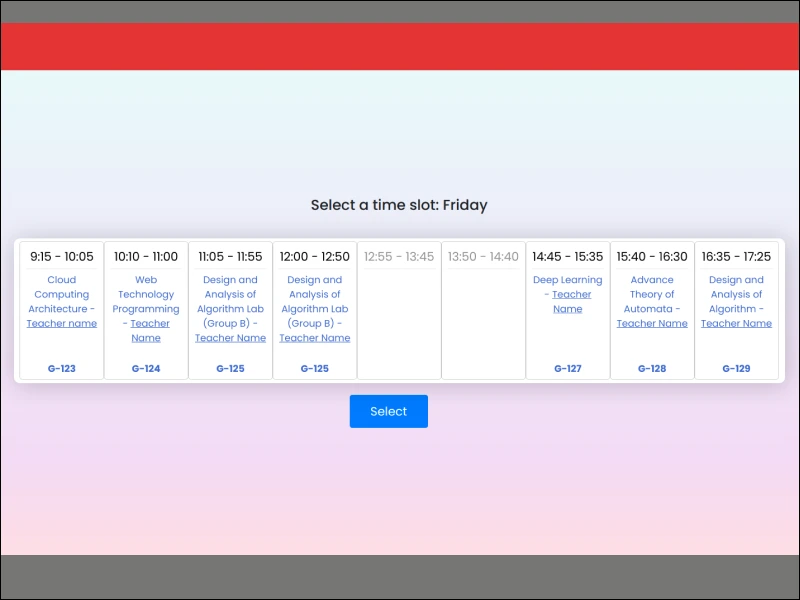 Select a time slot: Friday
9:15 - 10:05
Cloud
Computing
Architecture -
Teacher name
G-123
10:10 - 11:00
Web
Technology
Programming
- Teacher
Name
G-124
11:05 - 11:55
Design and
Analysis of
Algorithm Lab
(Group B) -
Teacher Name
G-125
12:00 - 12:50
Design and
Analysis of
Algorithm Lab
(Group B) -
Teacher Name
G-125
12:55 - 13:45
13:50 - 14:40
14:45 - 15:35
Deep Learning
- Teacher
Name
G-127
15:40 - 16:30
Advance
Theory of
Automata -
Teacher Name
G-128
16:35 - 17:25
Design and
Analysis of
Algorithm -
Teacher Name
G-129
Select